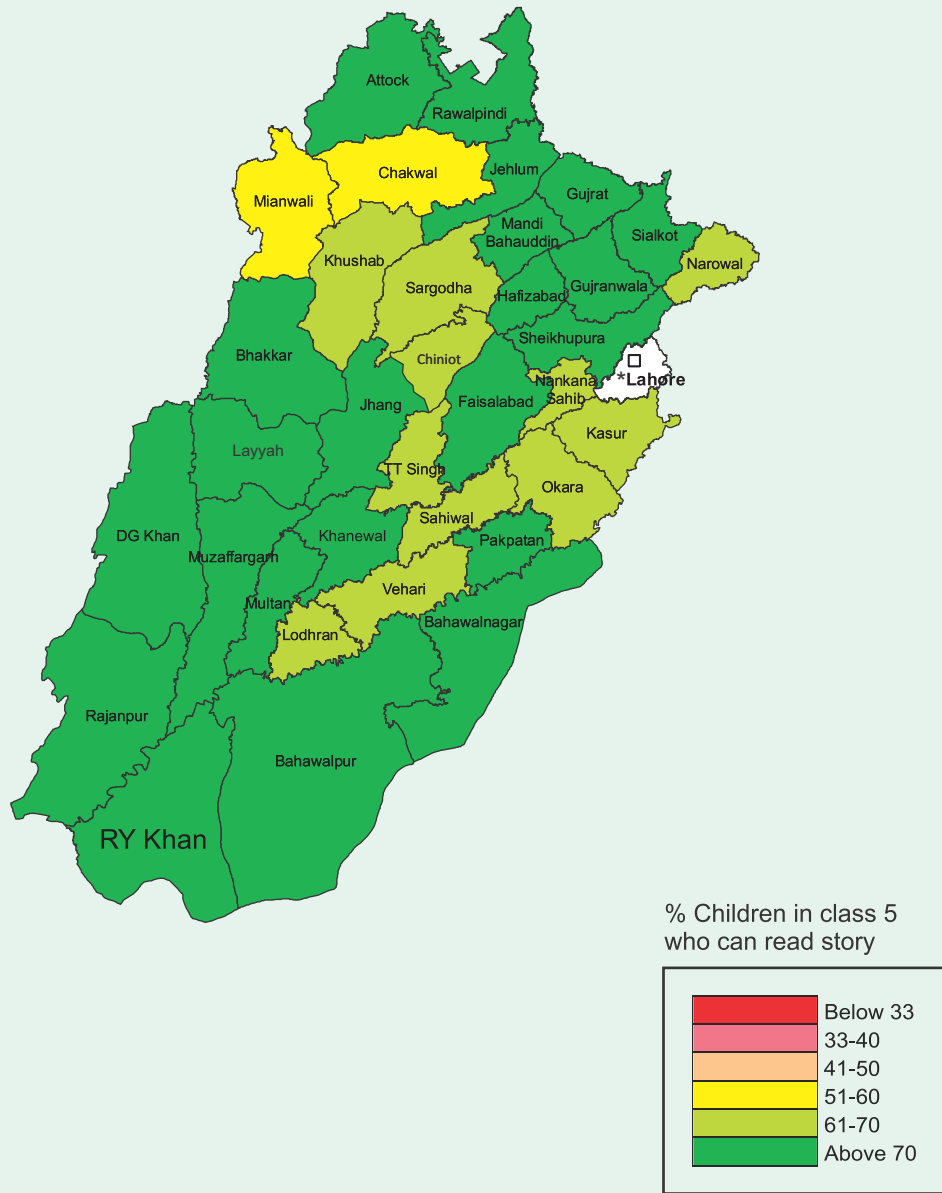 Attock
Rawalpindi
Chakwal
Jehlum
Mianwali
Gujrat
Mandi
Bahauddin
Sialkot
Khushab
Narowal
Sargodha
Hafizabad
Gujranwala
Sheikhupura
Bhakkar
Chiniot
*Lahore
Nankana
Sahib
Jhang
Faisalabad
Kasur
Layyah
TT Singh
Okara
Sahiwal
DG Khan
Khanewal
Pakpatan
Muzaffargarh
Vehari
Multan
Bahawalnagar
Lodhran
Rajanpur
Bahawalpur
RY Khan
% Children in class 5
who can read story
Below 33
33-40
41-50
51-60
61-70
Above 70